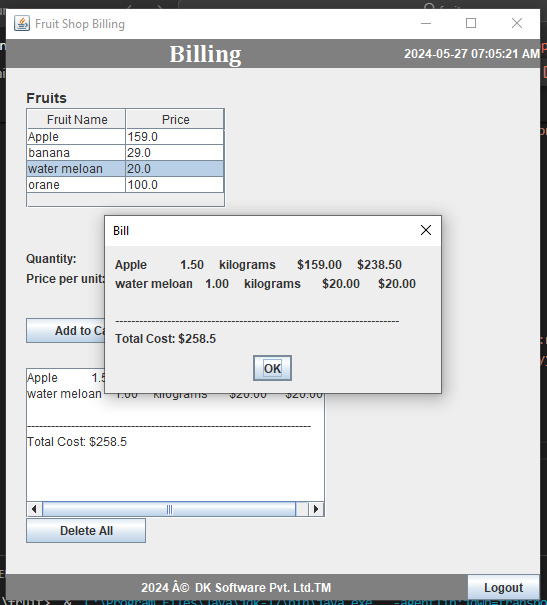 Fruit Shop Billing
Billing
2024-05-27 07:05:21 AM
Fruits
Fruit Name Price
Apple 159.0
banana 29.0
water meloan 20.0
orane 100.0
Bill
Apple 1.50 kilograms $159.00 $238.50
water meloan 1.00 kilograms $20.00 $20.00
--------------------------------------------------------------------------------
Total Cost: $258.5
OK
Quantity:
Price per unit:
Add to Ca
Apple 1.5
water meloan 1.00 kilograms $20.00 $20.00
--------------------------------------------------------------------------------
Total Cost: $258.5
Delete All
2024 Â© DK Software Pvt. Ltd.TM
Logout